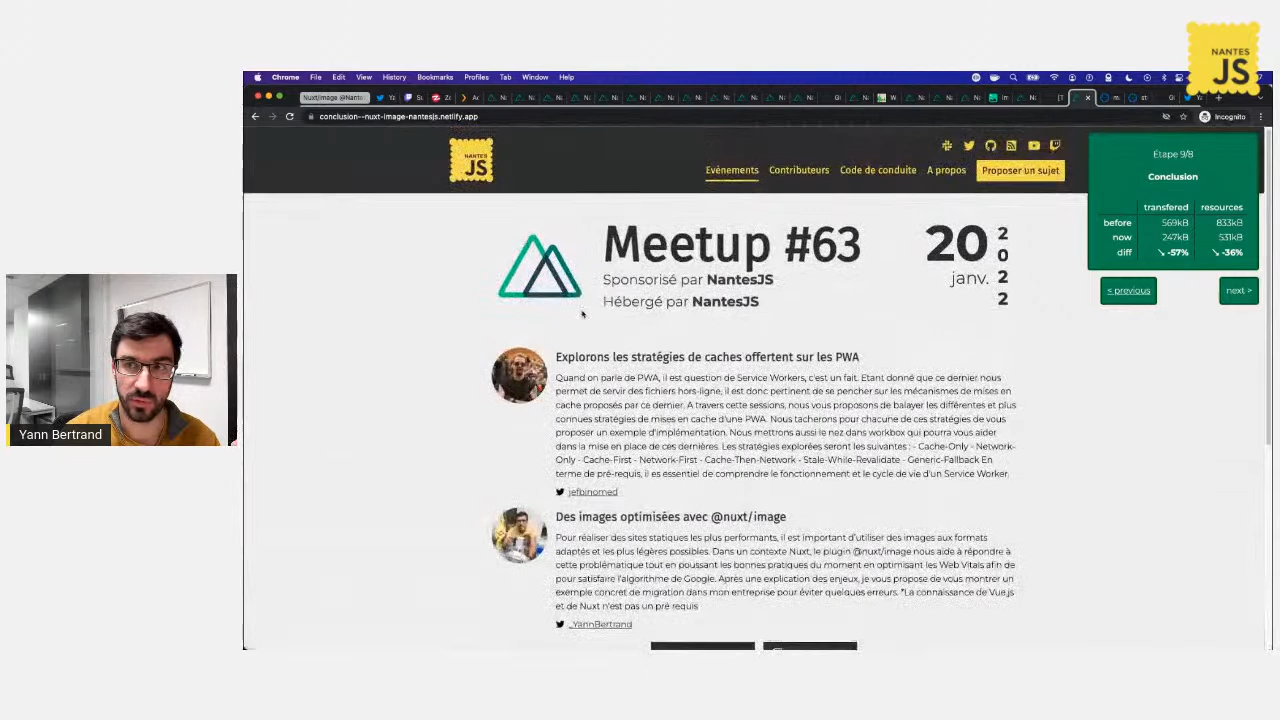 NANTES
JS
Chrome File Edit View History Bookmarks Profiles Tab Window Help
Nuxt/image @Nante
conclusion--nuxt-image-nantesjs.netlify.app
Incognito
NANTES
JS
Evènements Contributeurs Code de conduite A propos Proposer un sujet
Étape 9/8
Conclusion
transfered resources
before 569kB 833kB
now 247kB 531kB
diff ↘ -57% ↘ -36%
< previous next >
Meetup #63
Sponsorisé par NantesJS
Hébergé par NantesJS
20
janv.
2
0
2
2
Explorons les stratégies de caches offertent sur les PWA
Quand on parle de PWA, il est question de Service Workers, c'est un fait. Etant donné que ce dernier nous
permet de servir des fichiers hors-ligne, il est donc pertinent de se pencher sur les mécanismes de mises en
cache proposés par ce dernier. A travers cette sessions, nous vous proposons de balayer les différentes et plus
connues stratégies de mises en cache d'une PWA. Nous tacherons pour chacune de ces stratégies de vous
proposer un exemple d'implémentation. Nous mettrons aussi le nez dans workbox qui pourra vous aider
dans la mise en place de ces dernières. Les stratégies explorées seront les suivantes : - Cache-Only - Network-
Only - Cache-First - Network-First - Cache-Then-Network - Stale-While-Revalidate - Generic-Fallback En
terme de pré-requis, il es essentiel de comprendre le fonctionnement et le cycle de vie d'un Service Worker.
jefbinomed
Des images optimisées avec @nuxt/image
Pour réaliser des sites statiques les plus performants, il est important d'utiliser des images aux formats
adaptés et les plus légères possibles. Dans un contexte Nuxt, le plugin @nuxt/image nous aide à répondre à
cette problématique tout en poussant les bonnes pratiques du moment en optimisant les Web Vitals afin de
pour satisfaire l'algorithme de Google. Après une explication des enjeux, je vous propose de vous montrer un
exemple concret de migration dans mon entreprise pour éviter quelques erreurs. *La connaissance de Vue.js
et de Nuxt n'est pas un pré requis
_YannBertrand
Yann Bertrand